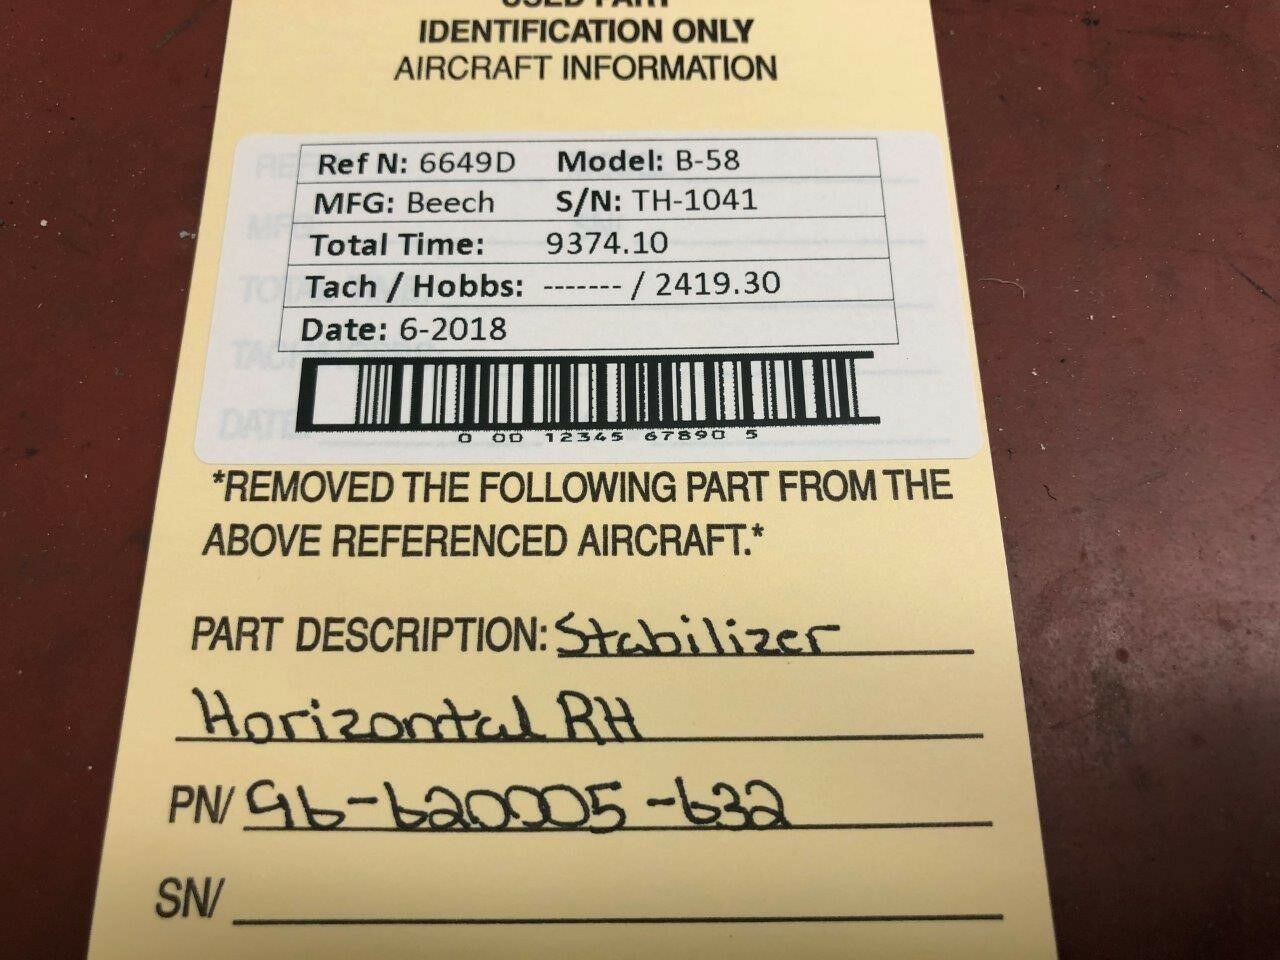 USED PART
IDENTIFICATION ONLY
AIRCRAFT INFORMATION
Ref N: 6649D Model: B-58
MFG: Beech S/N: TH-1041
Total Time: 9374.10
Tach / Hobbs: ------- / 2419.30
Date: 6-2018
0 00 12345 67890 5
*REMOVED THE FOLLOWING PART FROM THE
ABOVE REFERENCED AIRCRAFT.*
PART DESCRIPTION: Stabilizer
Horizontal RH
PN/ 96-620005-632
SN/